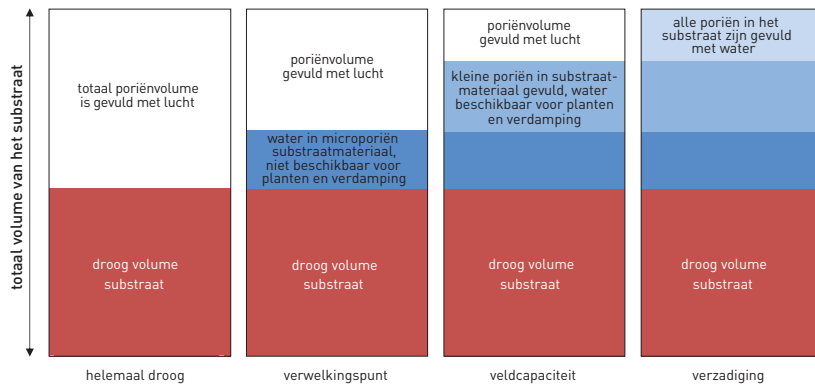 totaal volume van het substraat
totaal poriënvolume
is gevuld met lucht
droog volume
substraat
helemaal droog
poriënvolume
gevuld met lucht
water in microporiën
substraatmateriaal,
niet beschikbaar voor
planten en verdamping
droog volume
substraat
verwelkingspunt
poriënvolume
gevuld met lucht
kleine poriën in substraat-
materiaal gevuld, water
beschikbaar voor planten
en verdamping
droog volume
substraat
veldcapaciteit
alle poriën in het
substraat zijn gevuld
met water
droog volume
substraat
verzadiging